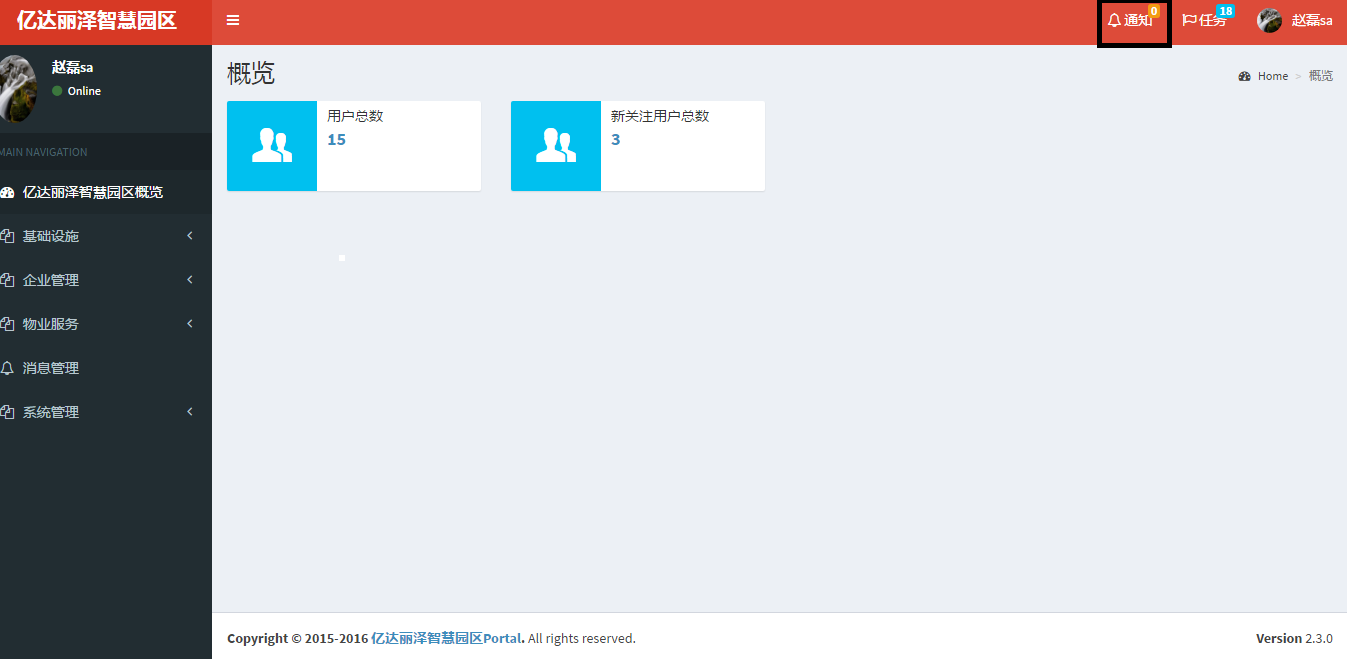 亿达丽泽智慧园区
通知 0
任务 18
赵磊sa
赵磊sa
Online
MAIN NAVIGATION
亿达丽泽智慧园区概览
基础设施
企业管理
物业服务
消息管理
系统管理
概览
Home > 概览
用户总数
15
新关注用户总数
3
Copyright © 2015-2016 亿达丽泽智慧园区Portal. All rights reserved.
Version 2.3.0